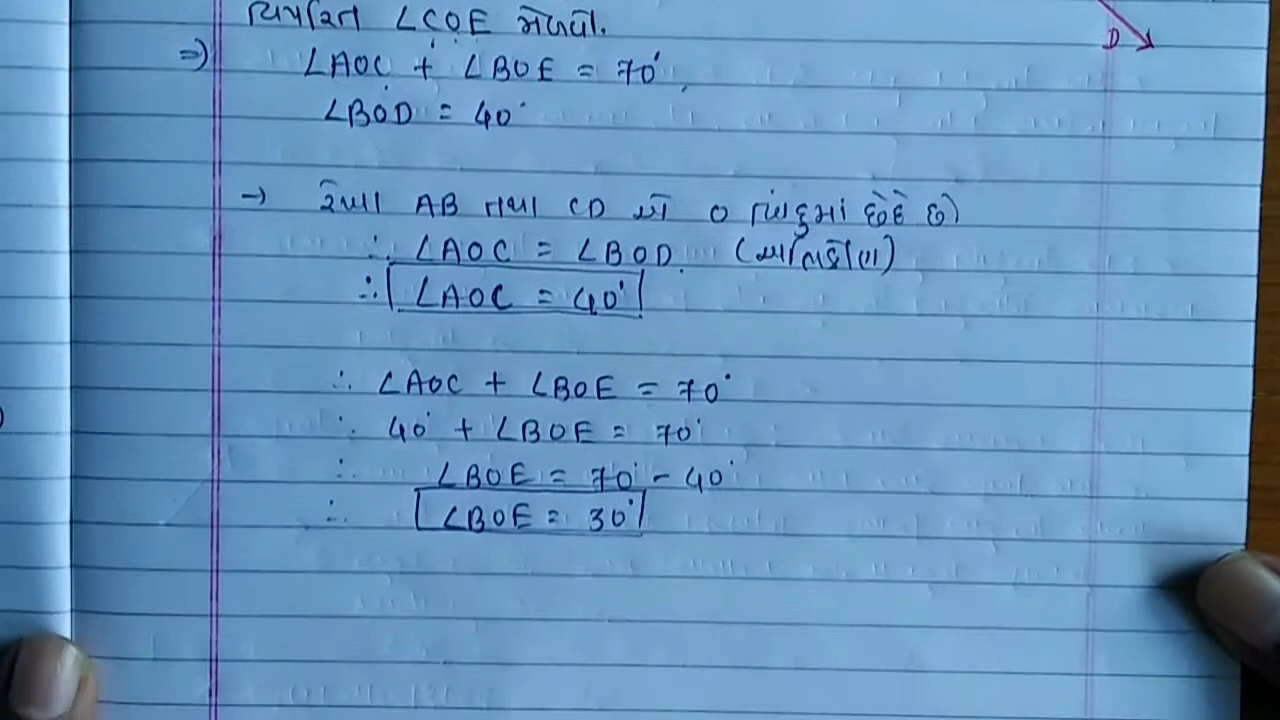 વિપરિત ∠COE મેળવો.
⇒ ∠AOC + ∠BOE = 70°
∠BOD = 40°
→ રેખા AB તથા CD એ O બિંદુમાં છેદે છે
∴ ∠AOC = ∠BOD (અભિકોણ)
∴ ∠AOC = 40°
∴ ∠AOC + ∠BOE = 70°
∴ 40° + ∠BOE = 70°
∴ ∠BOE = 70° - 40°
∴ ∠BOE = 30°
D